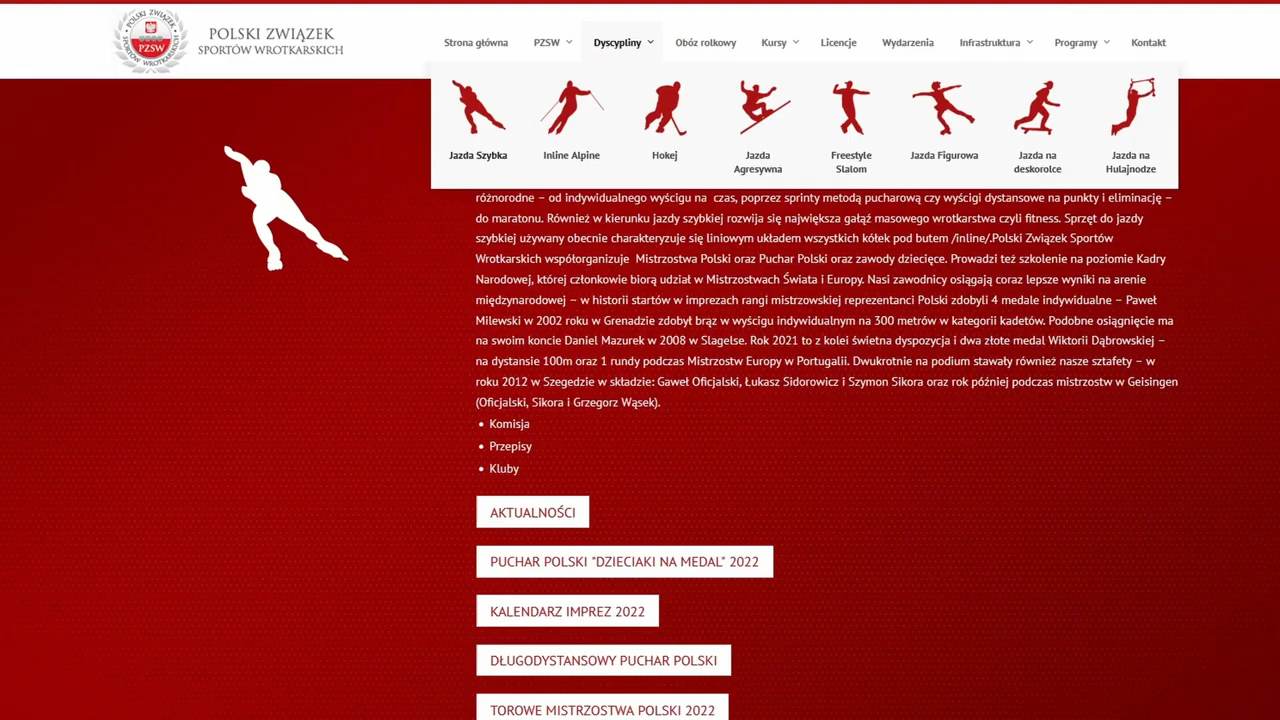 POLSKI ZWIĄZEK
SPORTÓW WROTKARSKICH
POLSKI ZWIĄZEK
PZSW
SPORTÓW WROTKARSKICH
Strona główna PZSW Dyscypliny Obóz rolkowy Kursy Licencje Wydarzenia Infrastruktura Programy Kontakt
Jazda Szybka
Inline Alpine
Hokej
Jazda
Agresywna
Freestyle
Slalom
Jazda Figurowa
Jazda na
deskorolce
Jazda na
Hulajnodze
różnorodne – od indywidualnego wyścigu na czas, poprzez sprinty metodą pucharową czy wyścigi dystansowe na punkty i eliminację –
do maratonu. Również w kierunku jazdy szybkiej rozwija się największa gałąź masowego wrotkarstwa czyli fitness. Sprzęt do jazdy
szybkiej używany obecnie charakteryzuje się liniowym układem wszystkich kółek pod butem /inline/.Polski Związek Sportów
Wrotkarskich współorganizuje Mistrzostwa Polski oraz Puchar Polski oraz zawody dziecięce. Prowadzi też szkolenie na poziomie Kadry
Narodowej, której członkowie biorą udział w Mistrzostwach Świata i Europy. Nasi zawodnicy osiągają coraz lepsze wyniki na arenie
międzynarodowej – w historii startów w imprezach rangi mistrzowskiej reprezentanci Polski zdobyli 4 medale indywidualne – Paweł
Milewski w 2002 roku w Grenadzie zdobył brąz w wyścigu indywidualnym na 300 metrów w kategorii kadetów. Podobne osiągnięcie ma
na swoim koncie Daniel Mazurek w 2008 w Slagelse. Rok 2021 to z kolei świetna dyspozycja i dwa złote medal Wiktorii Dąbrowskiej –
na dystansie 100m oraz 1 rundy podczas Mistrzostw Europy w Portugalii. Dwukrotnie na podium stawały również nasze sztafety – w
roku 2012 w Szegedzie w składzie: Gaweł Oficjalski, Łukasz Sidorowicz i Szymon Sikora oraz rok później podczas mistrzostw w Geisingen
(Oficjalski, Sikora i Grzegorz Wąsek).
• Komisja
• Przepisy
• Kluby
AKTUALNOŚCI
PUCHAR POLSKI "DZIECIAKI NA MEDAL" 2022
KALENDARZ IMPREZ 2022
DŁUGODYSTANSOWY PUCHAR POLSKI
TOROWE MISTRZOSTWA POLSKI 2022